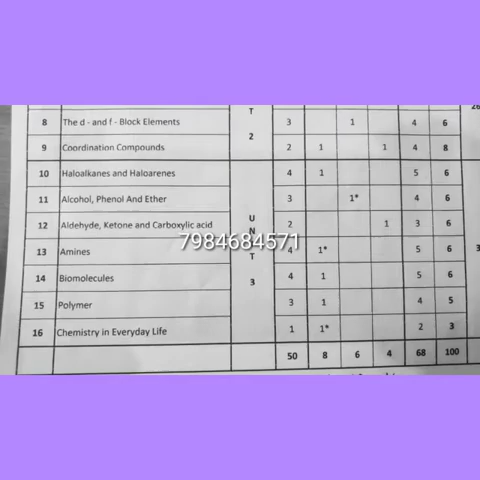 T
26
8 The d - and f - Block Elements 3 1 4 6
2
9 Coordination Compounds 2 1 1 4 8
10 Haloalkanes and Haloarenes 4 1 5 6
11 Alcohol, Phenol And Ether 3 1* 4 6
U
12 Aldehyde, Ketone and Carboxylic acid 2 1 3 6
N
7984684571
13 Amines 4 1* 5 6 3
T
14 Biomolecules 4 1 5 6
3
15 Polymer 3 1 4 5
16 Chemistry in Everyday Life 1 1* 2 3
50 8 6 4 68 100